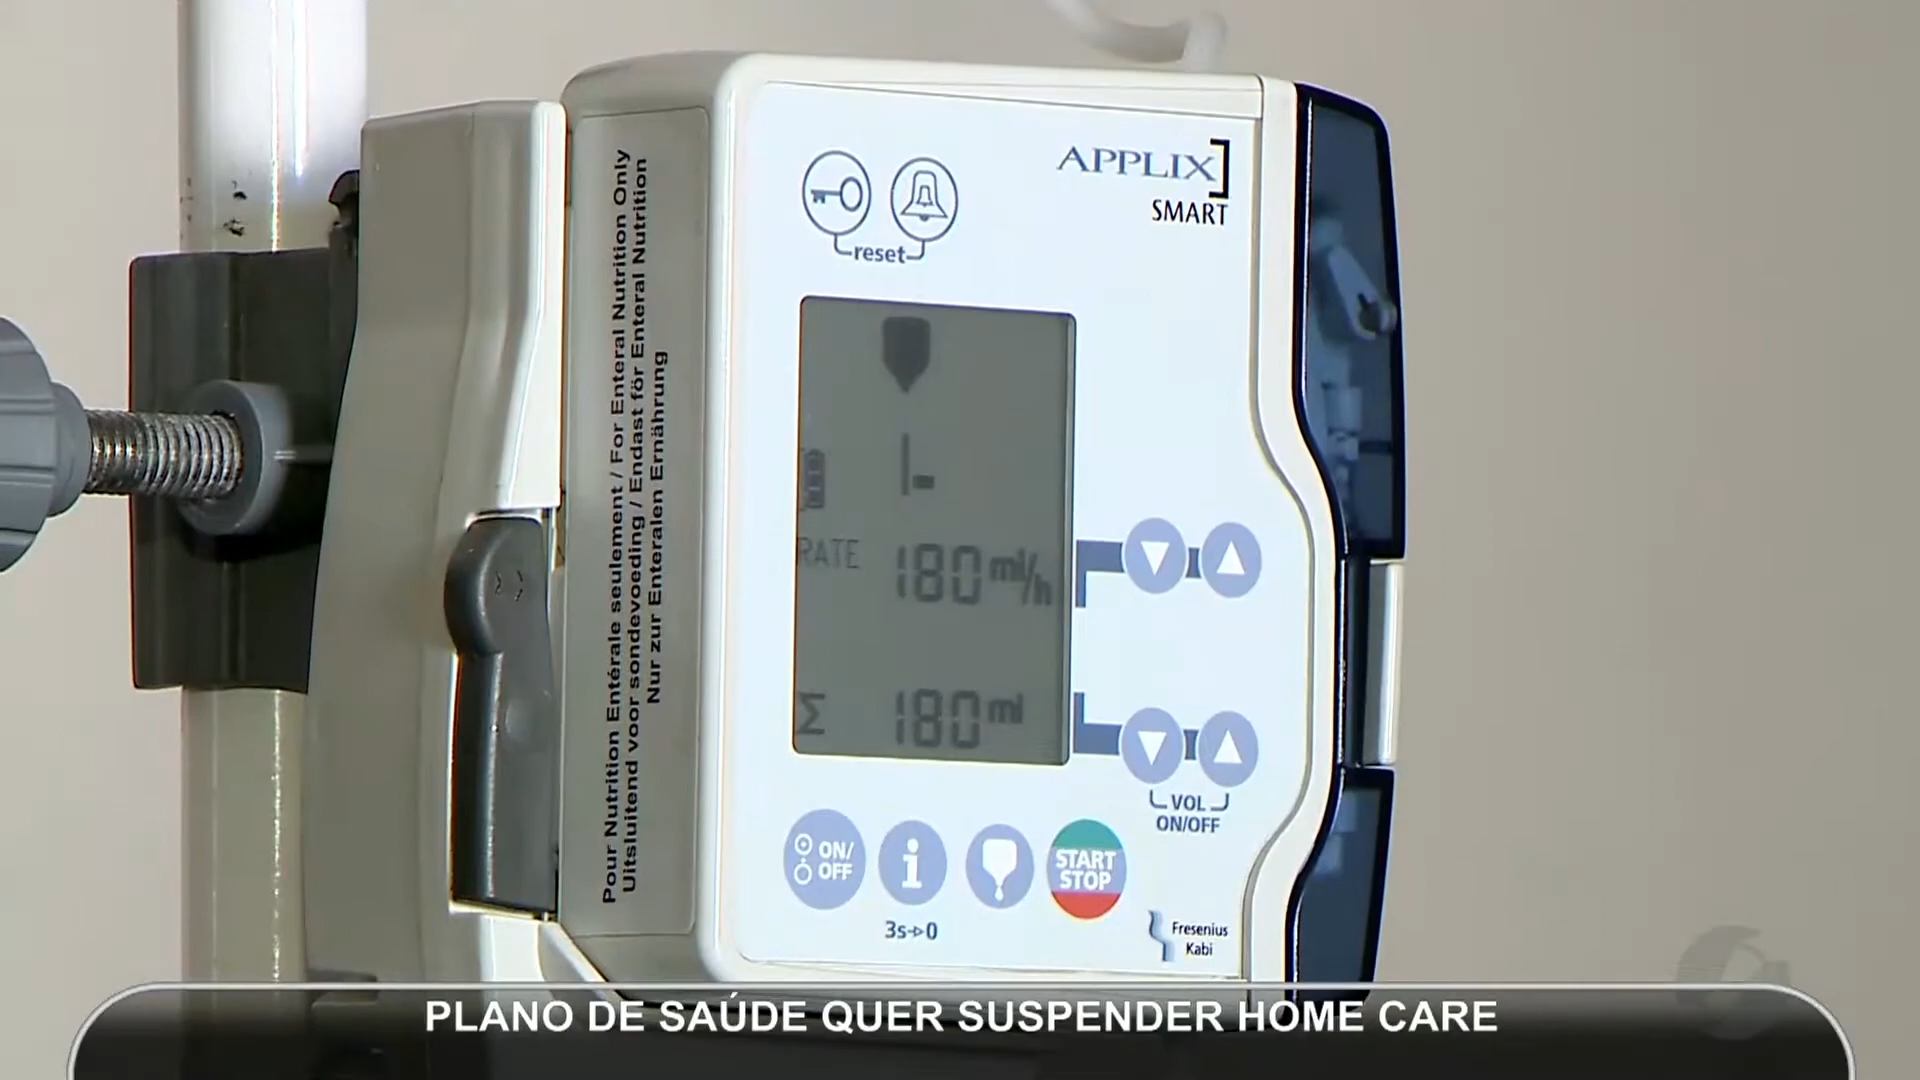 APPLIX
SMART
reset
Pour Nutrition Entérale seulement / For Enteral Nutrition Only
Uitsluitend voor sondevoeding / Endast för Enteral Nutrition
Nur zur Enteralen Ernährung
RATE 180 ml/h
Σ 180 ml
VOL
ON/OFF
ON/
OFF
i
START
STOP
3s->0
Fresenius
Kabi
PLANO DE SAÚDE QUER SUSPENDER HOME CARE